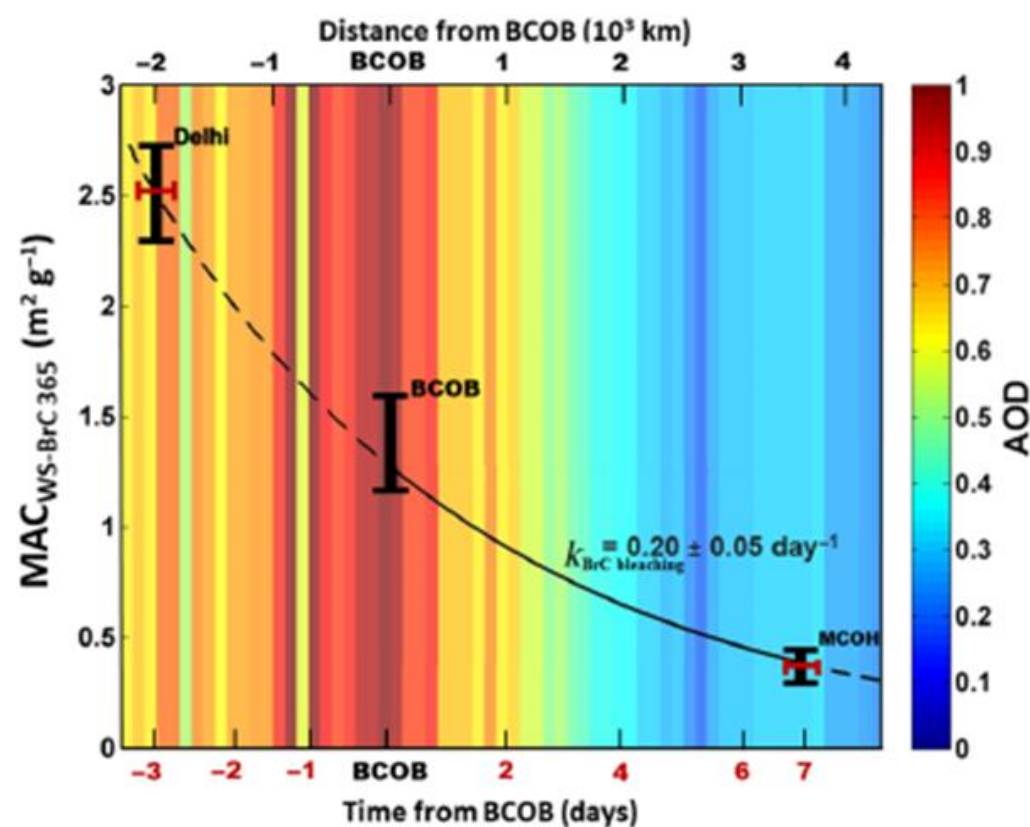 Distance from BCOB (10³ km)
–2 –1 BCOB 1 2 3 4
3
2.5
2
1.5
1
0.5
0
MAC WS-BrC 365 (m² g⁻¹)
Delhi
BCOB
k BrC bleaching = 0.20 ± 0.05 day⁻¹
MCOH
–3 –2 –1 BCOB 2 4 6 7
Time from BCOB (days)
1
0.9
0.8
0.7
0.6
0.5
0.4
0.3
0.2
0.1
0
AOD